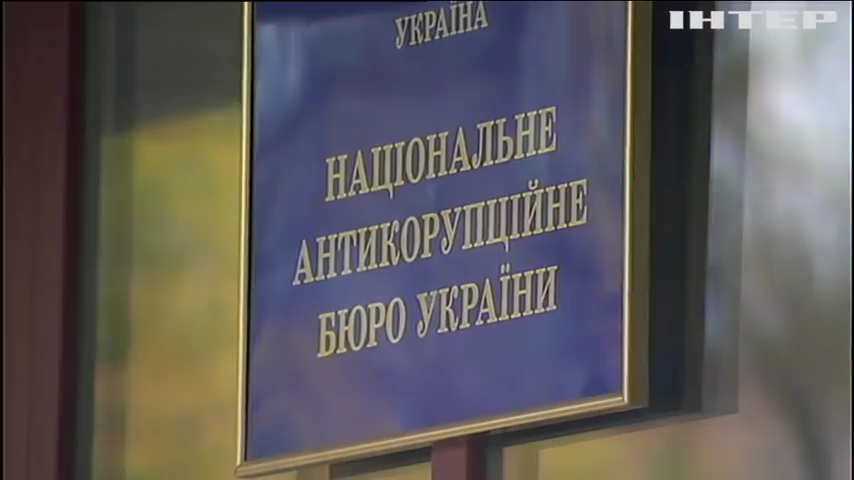 ІНТЕР
УКРАЇНА
НАЦІОНАЛЬНЕ
АНТИКОРУПЦІЙНЕ
БЮРО УКРАЇНИ